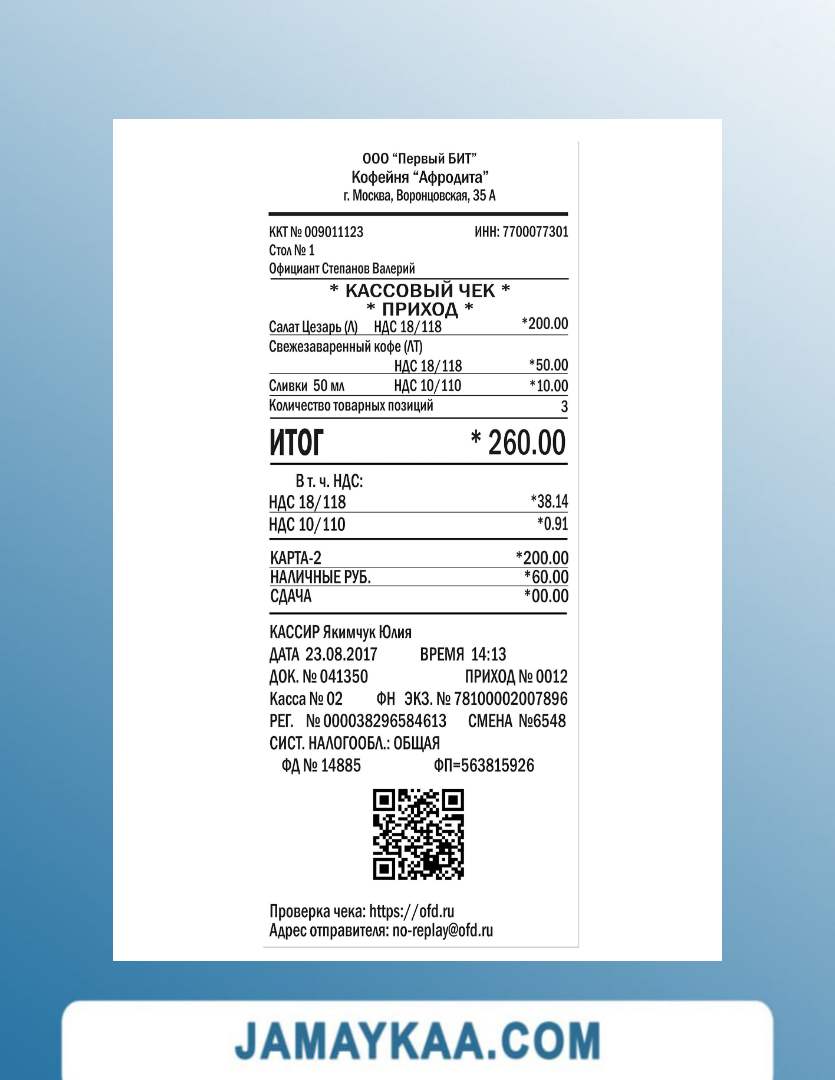 ООО “Первый БИТ”
Кофейня “Афродита”
г. Москва, Воронцовская, 35 А
ККТ № 009011123 ИНН: 7700077301
Стол № 1
Официант Степанов Валерий
* КАССОВЫЙ ЧЕК *
* ПРИХОД *
Салат Цезарь (Л) НДС 18/118 *200.00
Свежезаваренный кофе (ЛТ)
НДС 18/118 *50.00
Сливки 50 мл НДС 10/110 *10.00
Количество товарных позиций 3
ИТОГ * 260.00
В т. ч. НДС:
НДС 18/118 *38.14
НДС 10/110 *0.91
КАРТА-2 *200.00
НАЛИЧНЫЕ РУБ. *60.00
СДАЧА *00.00
КАССИР Якимчук Юлия
ДАТА 23.08.2017 ВРЕМЯ 14:13
ДОК. № 041350 ПРИХОД № 0012
Касса № 02 ФН ЭКЗ. № 78100002007896
РЕГ. № 000038296584613 СМЕНА №6548
СИСТ. НАЛОГООБЛ.: ОБЩАЯ
ФД № 14885 ФП=563815926
Проверка чека: https://ofd.ru
Адрес отправителя: no-replay@ofd.ru
JAMAYKAA.COM